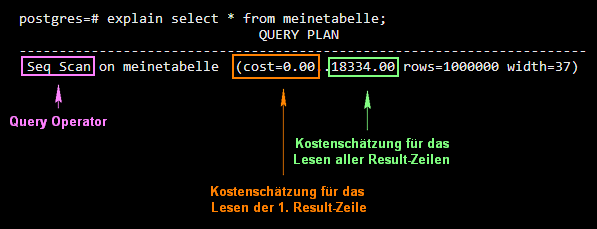 postgres=# explain select * from meinetabelle;
QUERY PLAN
-----------------------------------------------------------------------
Seq Scan on meinetabelle (cost=0.00 .18334.00 rows=1000000 width=37)
Query Operator
Kostenschätzung für das
Lesen aller Result-Zeilen
Kostenschätzung für das
Lesen der 1. Result-Zeile